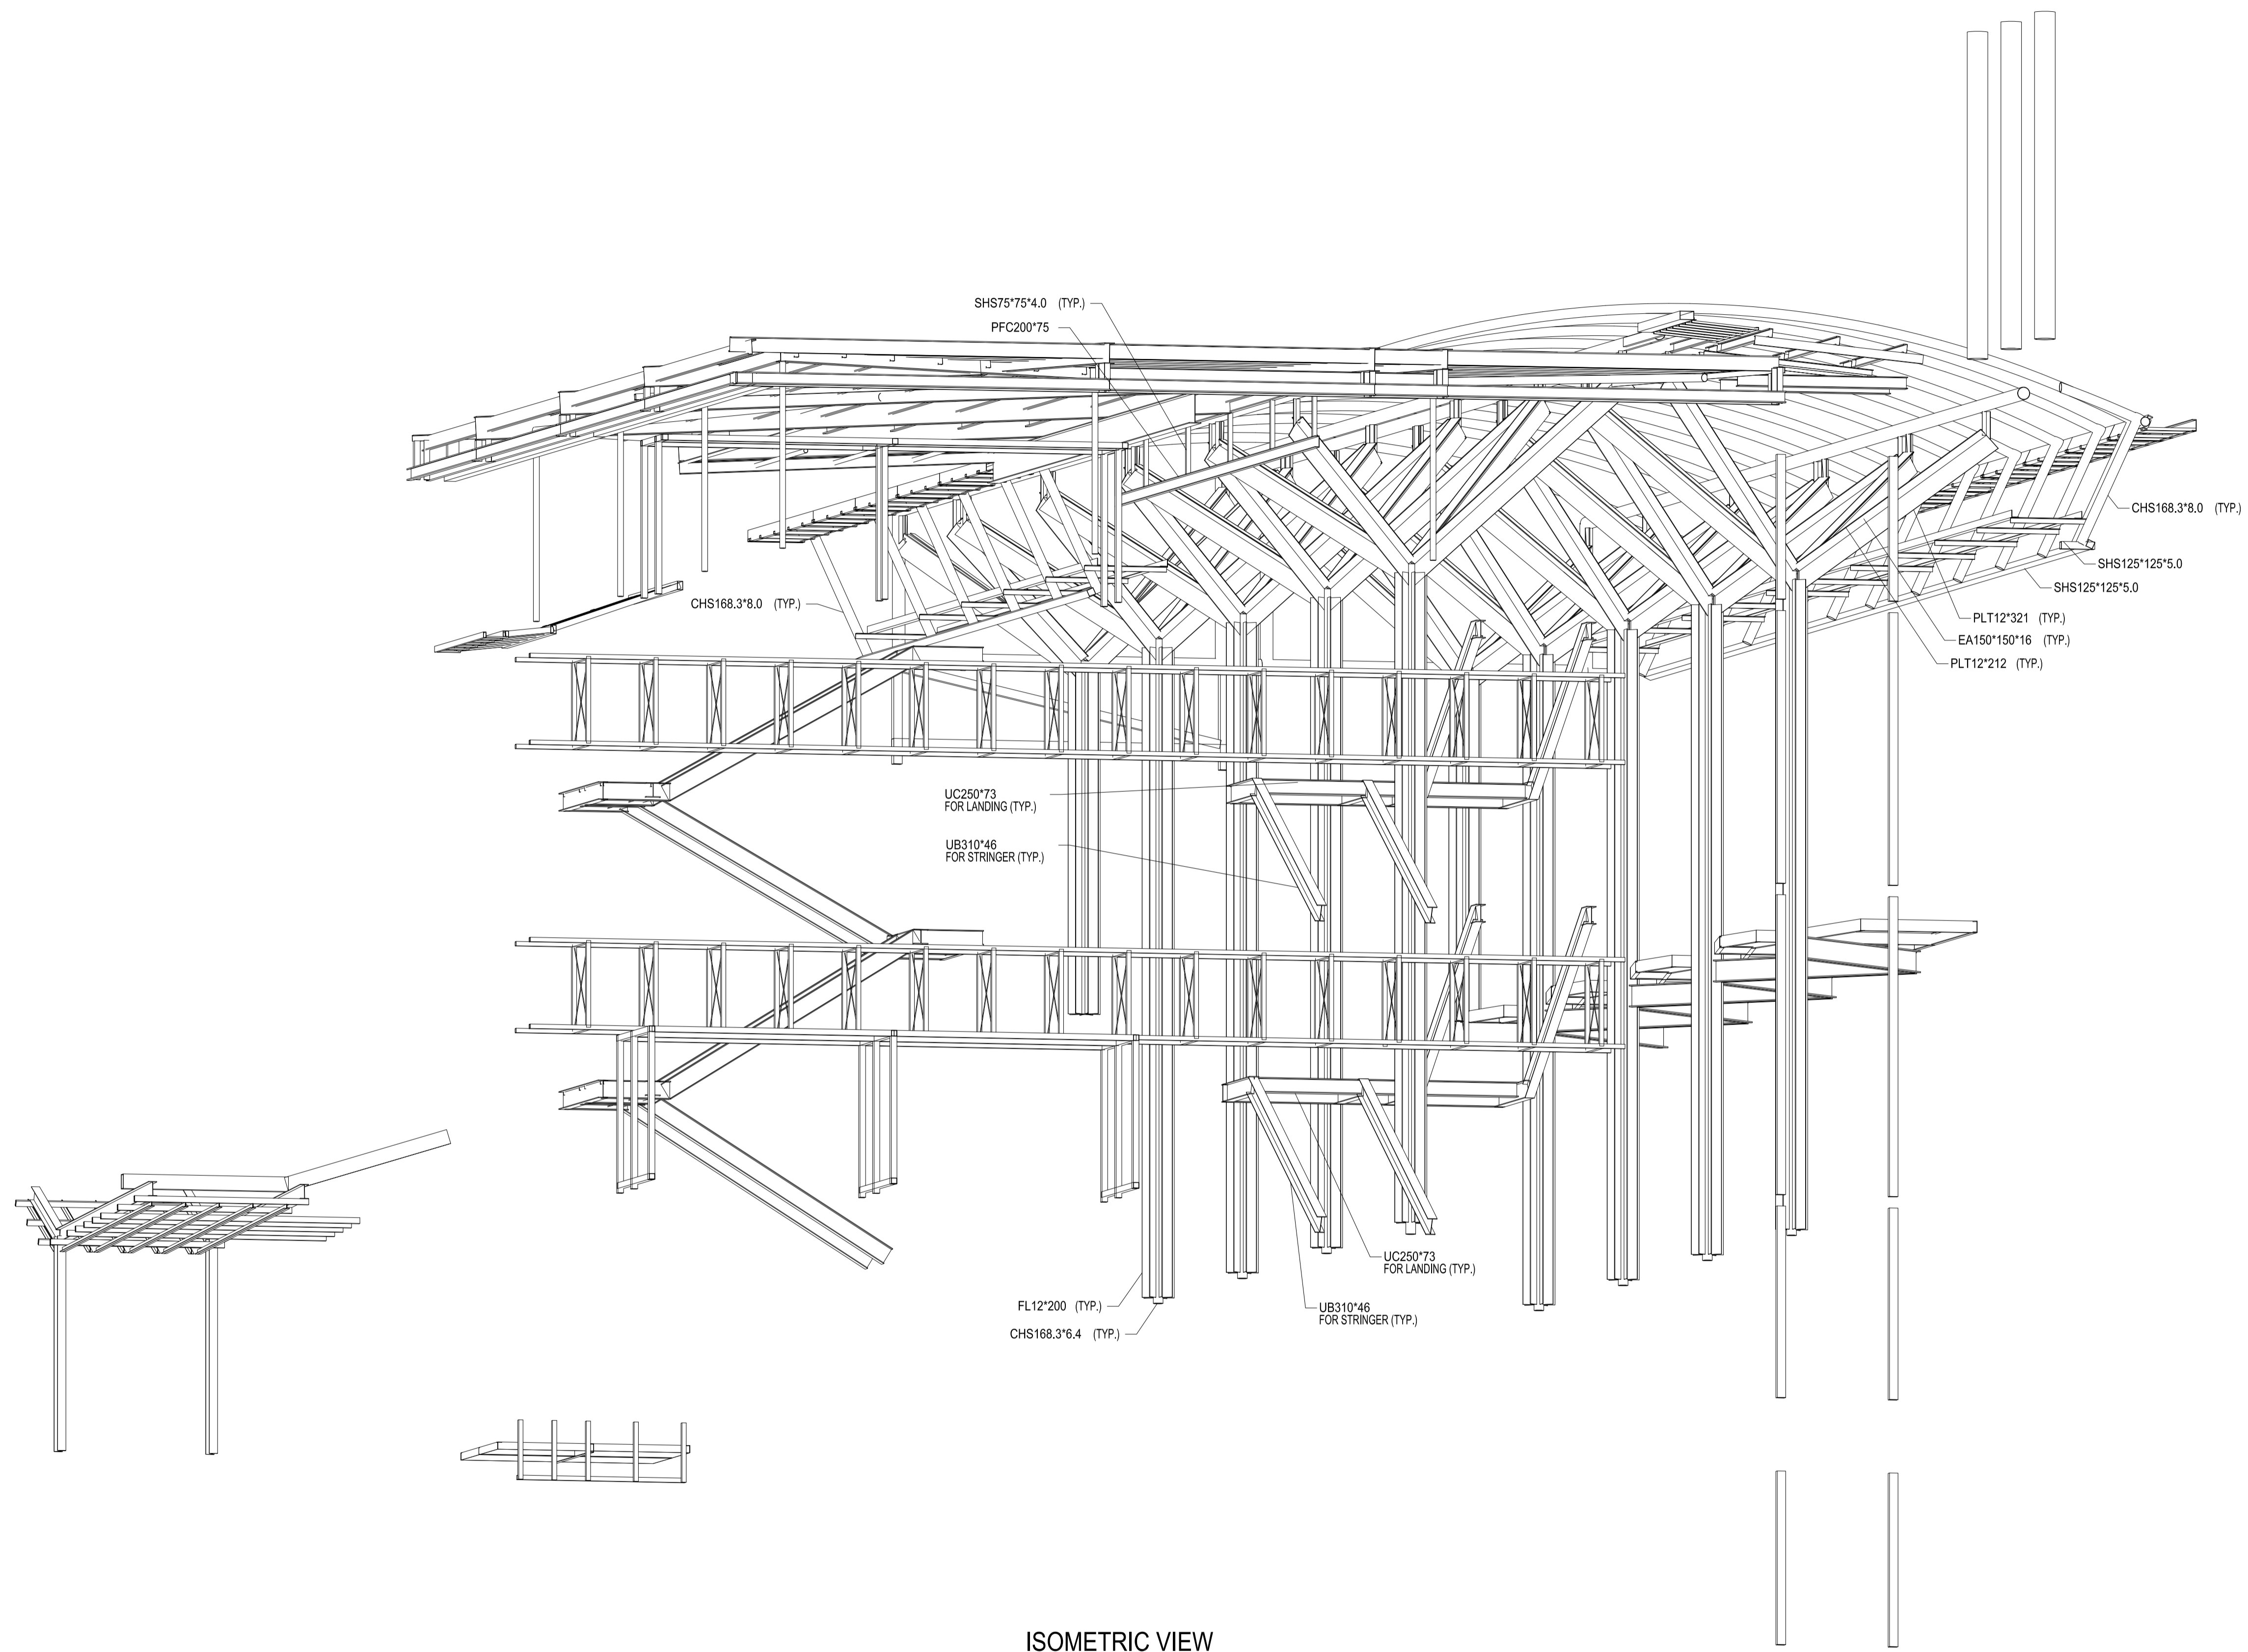 SHS75*75*4.0 (TYP.)
PFC200*75
CHS168.3*8.0 (TYP.)
SHS125*125*5.0
SHS125*125*5.0
CHS168.3*8.0 (TYP.)
PLT12*321 (TYP.)
EA150*150*16 (TYP.)
PLT12*212 (TYP.)
UC250*73
FOR LANDING (TYP.)
UB310*46
FOR STRINGER (TYP.)
UC250*73
FOR LANDING (TYP.)
FL12*200 (TYP.)
UB310*46
FOR STRINGER (TYP.)
CHS168.3*6.4 (TYP.)
ISOMETRIC VIEW